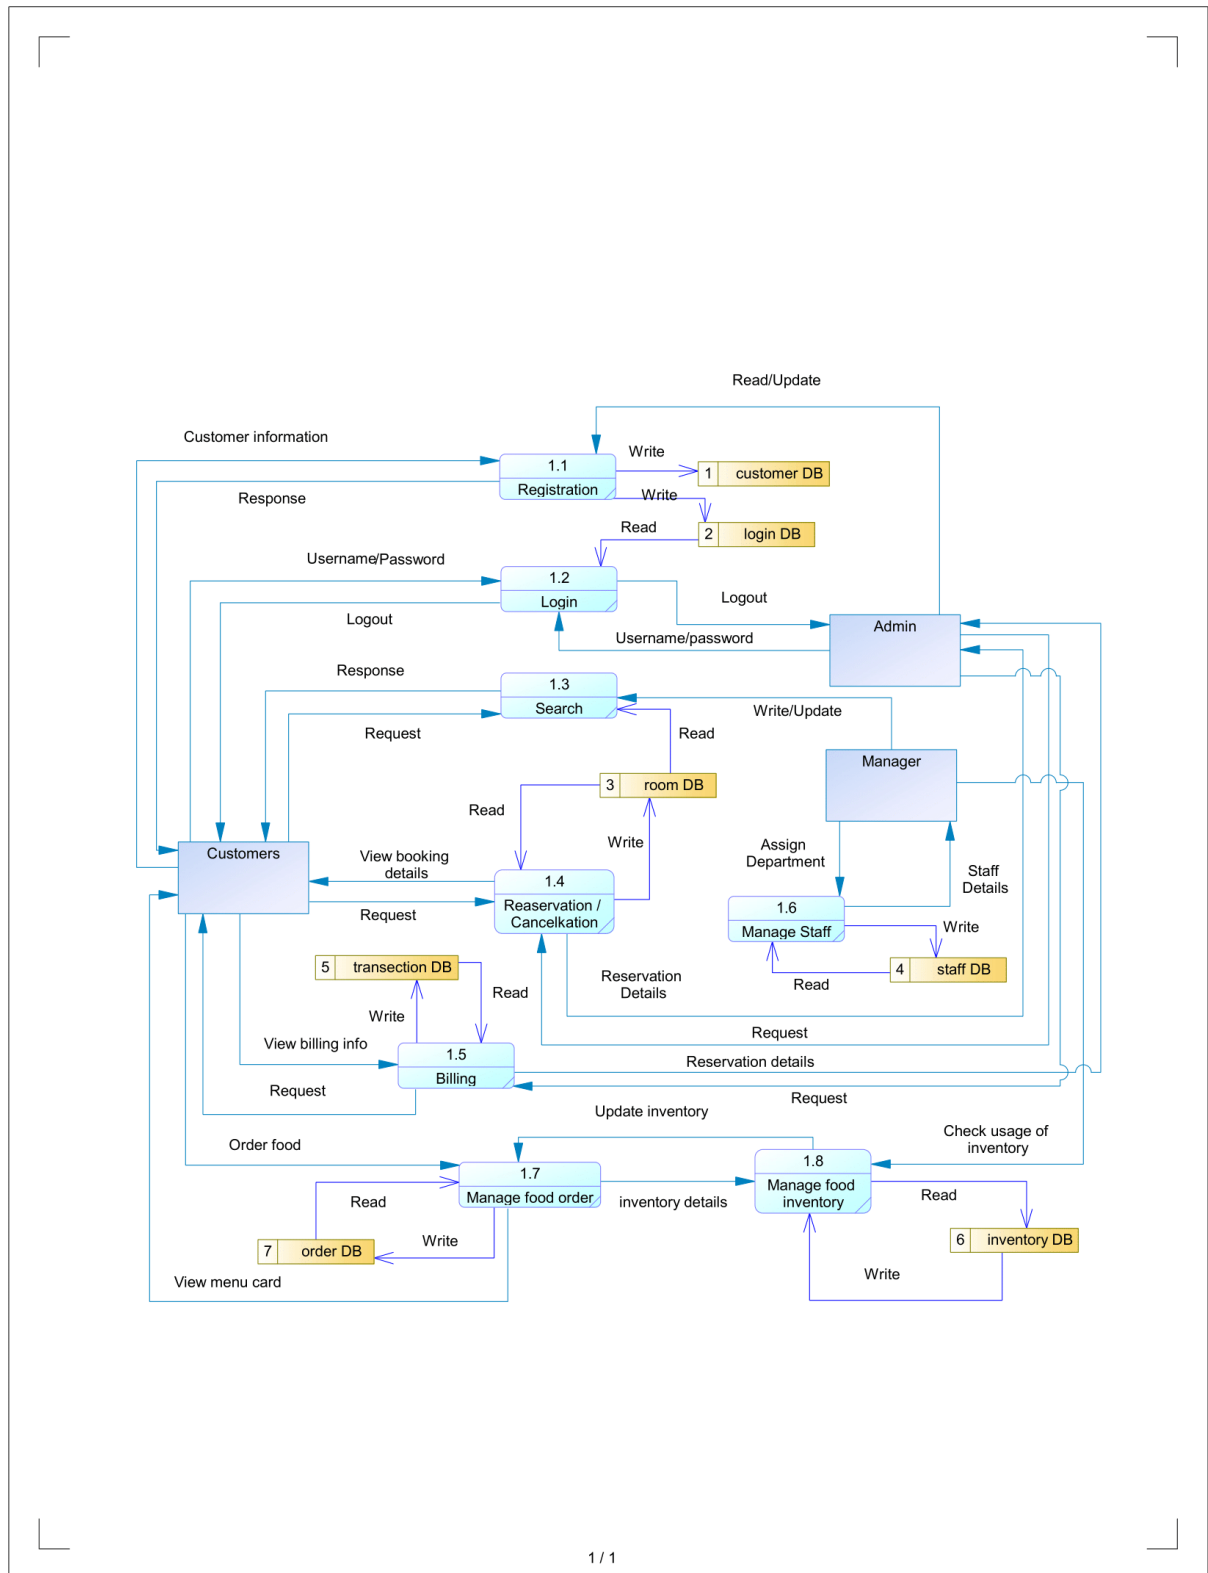 Read/Update
Customer information
Write
1.1
1 customer DB
Registration
Response
Write
Read
2 login DB
Username/Password
1.2
Login
Logout
Logout
Admin
Username/password
Response
1.3
Search
Write/Update
Request
Read
Manager
3 room DB
Read
Write
Customers
View booking
details
Assign
Department
Staff
Details
1.4
Reaservation /
Cancelkation
Request
1.6
Manage Staff
Write
5 transection DB
Read
Reservation
Details
4 staff DB
Read
Write
Request
View billing info
1.5
Billing
Reservation details
Request
Request
Update inventory
Order food
Check usage of
inventory
1.7
Manage food order
1.8
Manage food
inventory
Read
inventory details
Read
7 order DB
Write
6 inventory DB
View menu card
Write
1 / 1